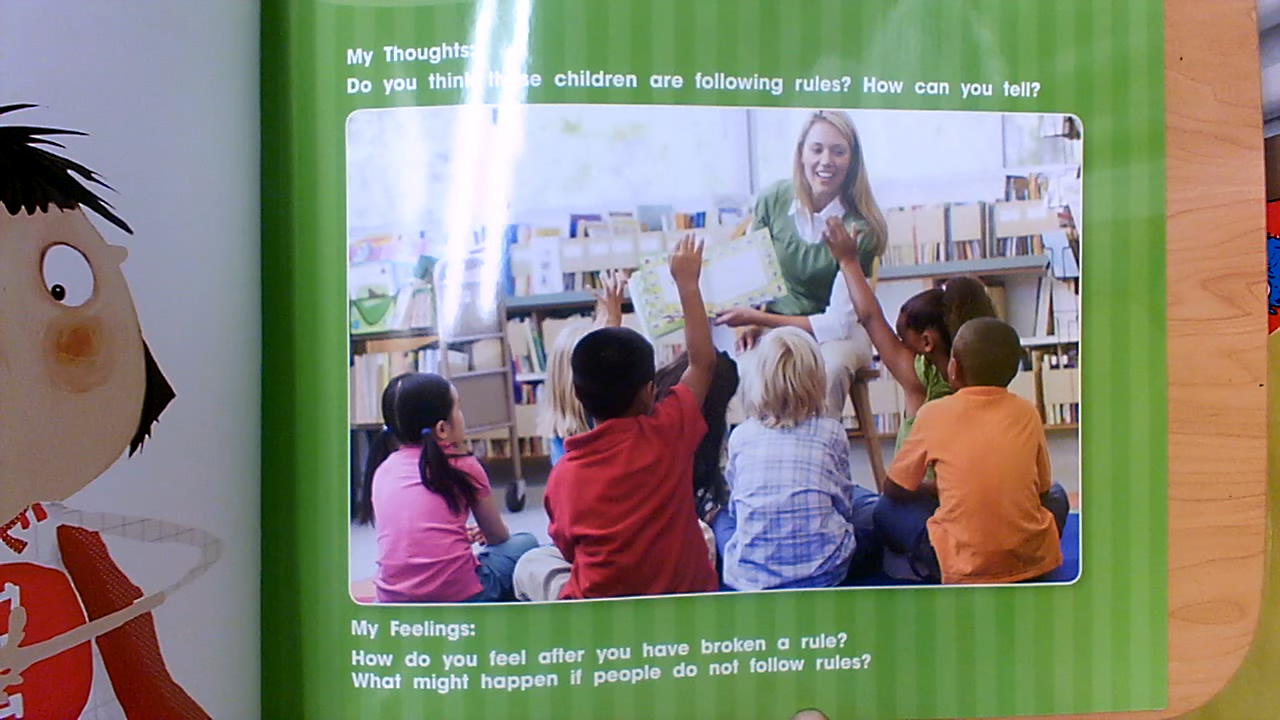 My Thoughts:
Do you think these children are following rules? How can you tell?
My Feelings:
How do you feel after you have broken a rule?
What might happen if people do not follow rules?